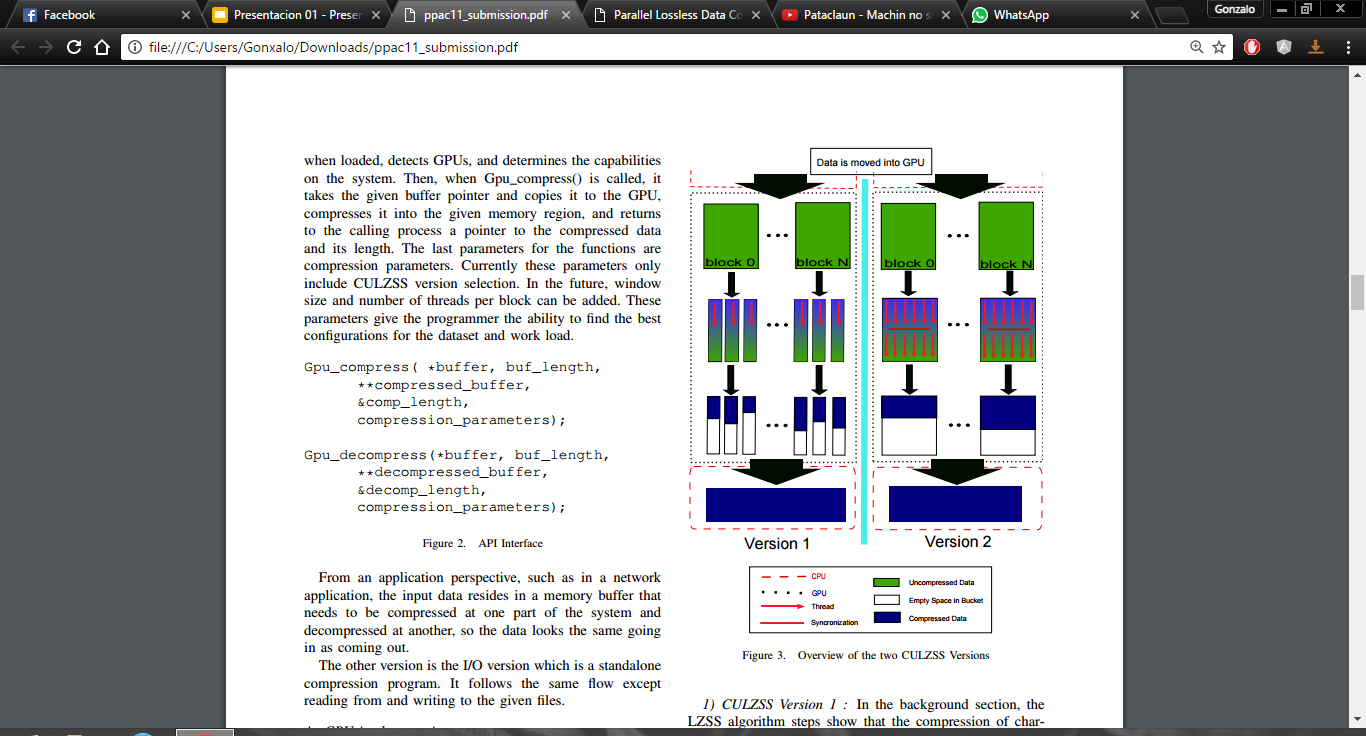 Facebook
Presentacion 01 - Preser
ppac11_submission.pdf
Parallel Lossless Data Co
Pataclaun - Machin no s
WhatsApp
Gonzalo
file:///C:/Users/Gonxalo/Downloads/ppac11_submission.pdf
when loaded, detects GPUs, and determines the capabilities
on the system. Then, when Gpu_compress() is called, it
takes the given buffer pointer and copies it to the GPU,
compresses it into the given memory region, and returns
to the calling process a pointer to the compressed data
and its length. The last parameters for the functions are
compression parameters. Currently these parameters only
include CULZSS version selection. In the future, window
size and number of threads per block can be added. These
parameters give the programmer the ability to find the best
configurations for the dataset and work load.
Gpu_compress( *buffer, buf_length,
**compressed_buffer,
&comp_length,
compression_parameters);
Gpu_decompress(*buffer, buf_length,
**decompressed_buffer,
&decomp_length,
compression_parameters);
Figure 2. API Interface
From an application perspective, such as in a network
application, the input data resides in a memory buffer that
needs to be compressed at one part of the system and
decompressed at another, so the data looks the same going
in as coming out.
The other version is the I/O version which is a standalone
compression program. It follows the same flow except
reading from and writing to the given files.
Data is moved into GPU
block 0
block N
block 0
block N
Version 1
Version 2
CPU
GPU
Thread
Syncronization
Uncompressed Data
Empty Space in Bucket
Compressed Data
Figure 3. Overview of the two CULZSS Versions
1) CULZSS Version 1 : In the background section, the
LZSS algorithm steps show that the compression of char-